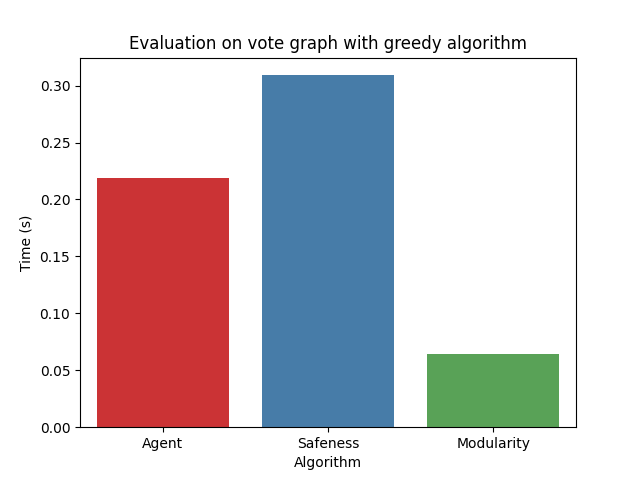 Evaluation on vote graph with greedy algorithm
Time (s)
0.30
0.25
0.20
0.15
0.10
0.05
0.00
Agent
Safeness
Modularity
Algorithm